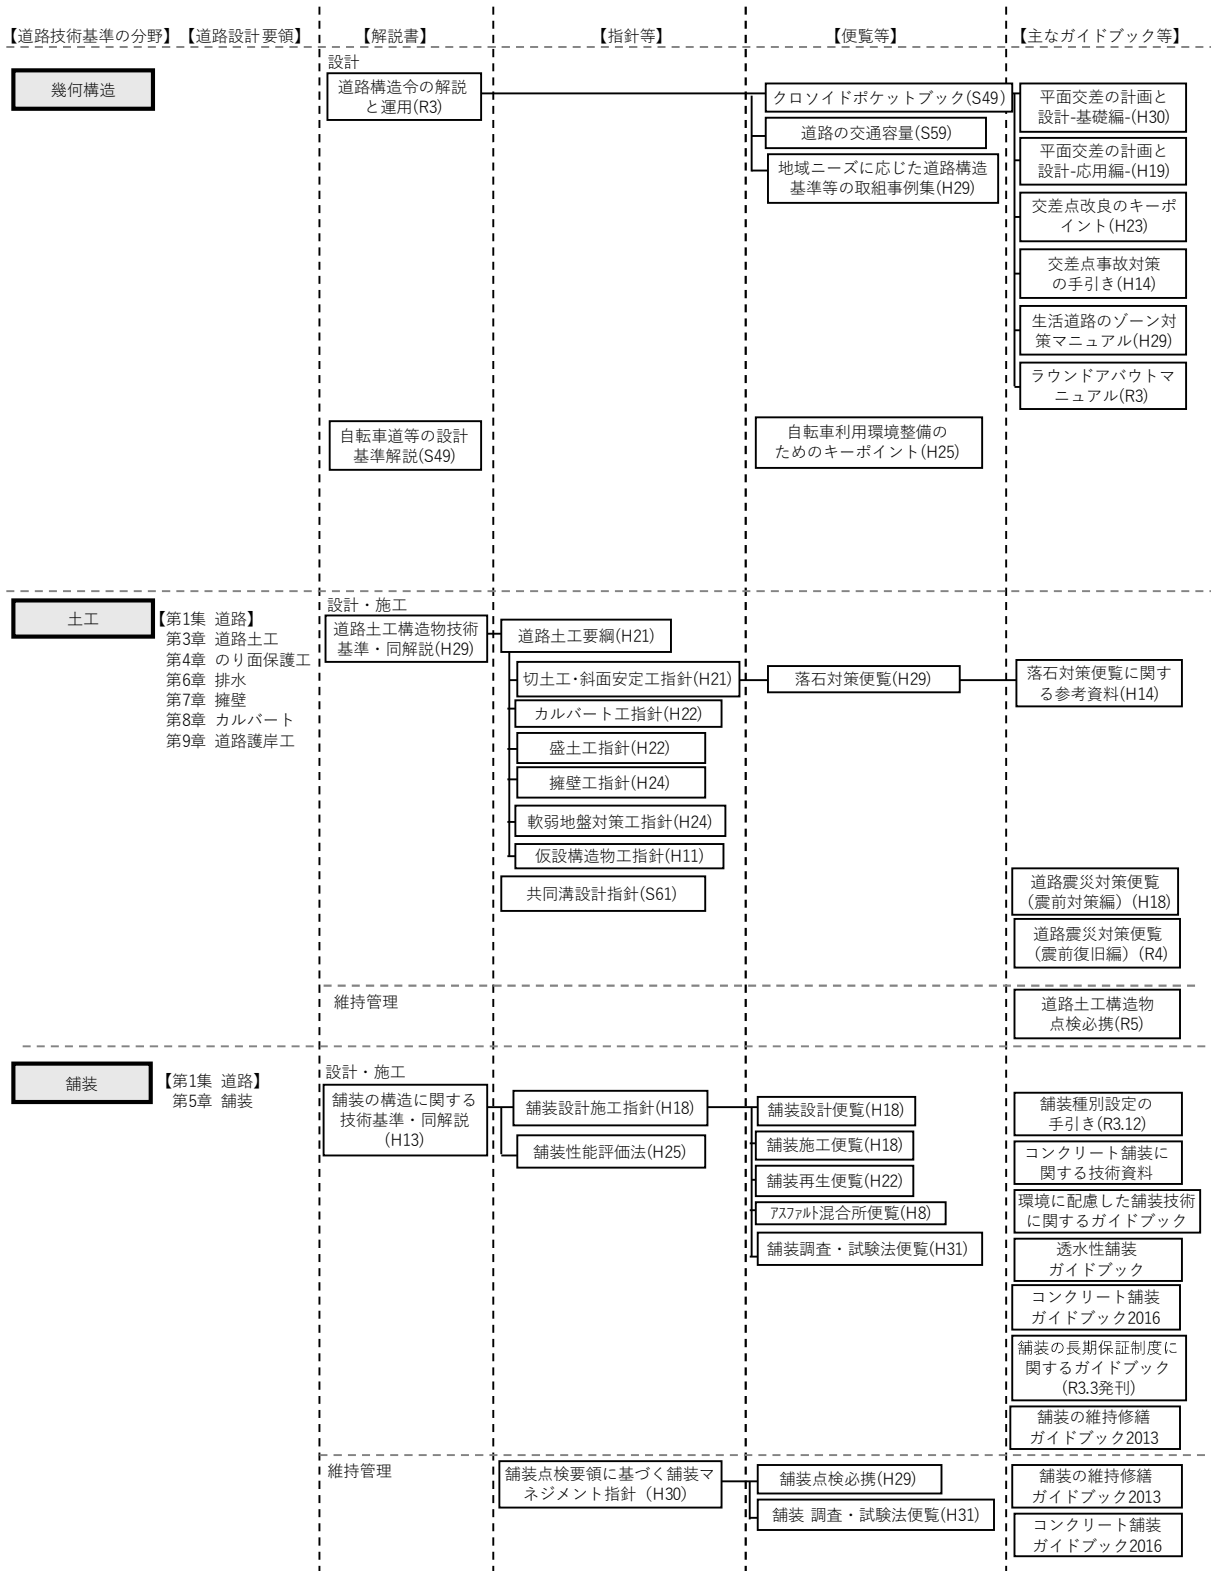 【道路技術基準の分野】 【道路設計要領】 【解説書】 【指針等】 【便覧等】 【主なガイドブック等】
幾何構造
設計
道路構造令の解説
と運用(R3)
クロソイドポケットブック(S49)
道路の交通容量(S59)
地域ニーズに応じた道路構造
基準等の取組事例集(H29)
平面交差の計画と
設計-基礎編-(H30)
平面交差の計画と
設計-応用編-(H19)
交差点改良のキーポ
イント(H23)
交差点事故対策
の手引き(H14)
生活道路のゾーン対
策マニュアル(H29)
ラウンドアバウトマ
ニュアル(R3)
自転車道等の設計
基準解説(S49)
自転車利用環境整備の
ためのキーポイント(H25)
土工
【第1集 道路】
第3章 道路土工
第4章 のり面保護工
第6章 排水
第7章 擁壁
第8章 カルバート
第9章 道路護岸工
設計・施工
道路土工構造物技術
基準・同解説(H29)
道路土工要綱(H21)
切土工・斜面安定工指針(H21)
カルバート工指針(H22)
盛土工指針(H22)
擁壁工指針(H24)
軟弱地盤対策工指針(H24)
仮設構造物工指針(H11)
共同溝設計指針(S61)
落石対策便覧(H29)
落石対策便覧に関す
る参考資料(H14)
道路震災対策便覧
（震前対策編）(H18)
道路震災対策便覧
（震前復旧編）(R4)
維持管理
道路土工構造物
点検必携(R5)
舗装
【第1集 道路】
第5章 舗装
設計・施工
舗装の構造に関する
技術基準・同解説
(H13)
舗装設計施工指針(H18)
舗装性能評価法(H25)
舗装設計便覧(H18)
舗装施工便覧(H18)
舗装再生便覧(H22)
ｱｽﾌｧﾙﾄ混合所便覧(H8)
舗装調査・試験法便覧(H31)
舗装種別設定の
手引き(R3.12)
コンクリート舗装に
関する技術資料
環境に配慮した舗装技術
に関するガイドブック
透水性舗装
ガイドブック
コンクリート舗装
ガイドブック2016
舗装の長期保証制度に
関するガイドブック
(R3.3発刊)
舗装の維持修繕
ガイドブック2013
維持管理
舗装点検要領に基づく舗装マ
ネジメント指針（H30）
舗装点検必携(H29)
舗装 調査・試験法便覧(H31)
舗装の維持修繕
ガイドブック2013
コンクリート舗装
ガイドブック2016